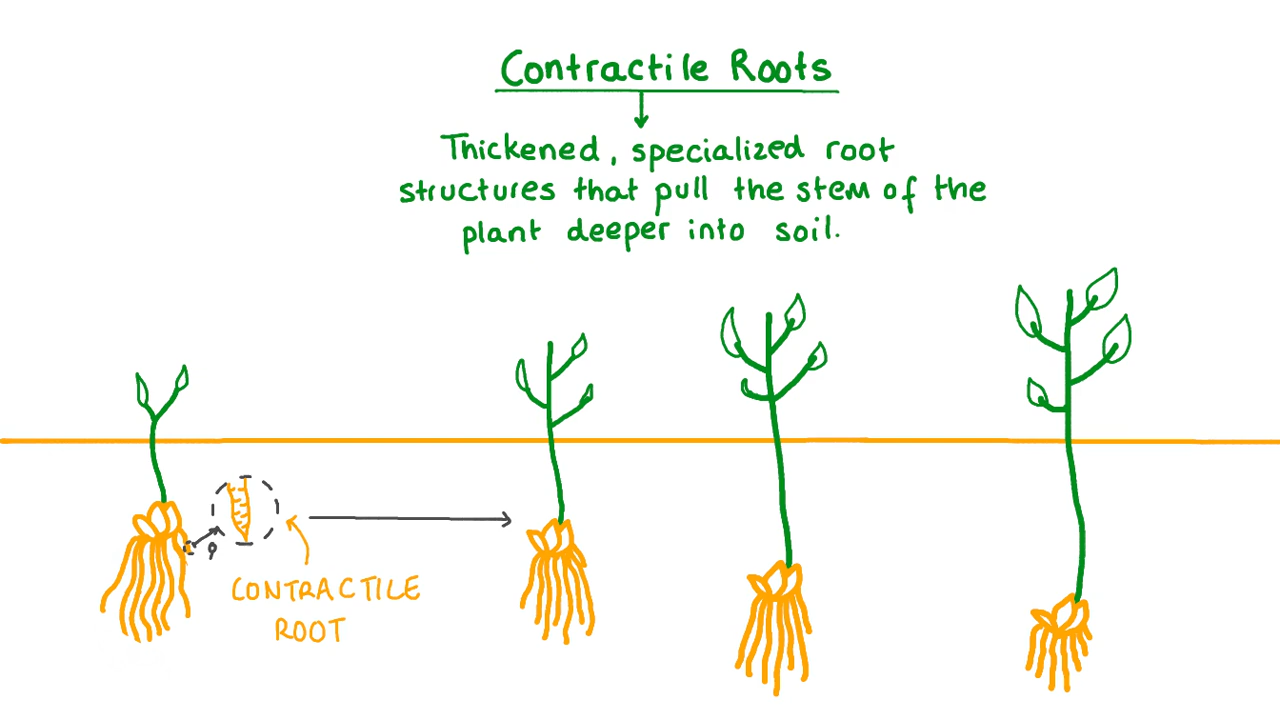 Contractile Roots
Thickened, specialized root
structures that pull the stem of the
plant deeper into soil.
CONTRACTILE
ROOT